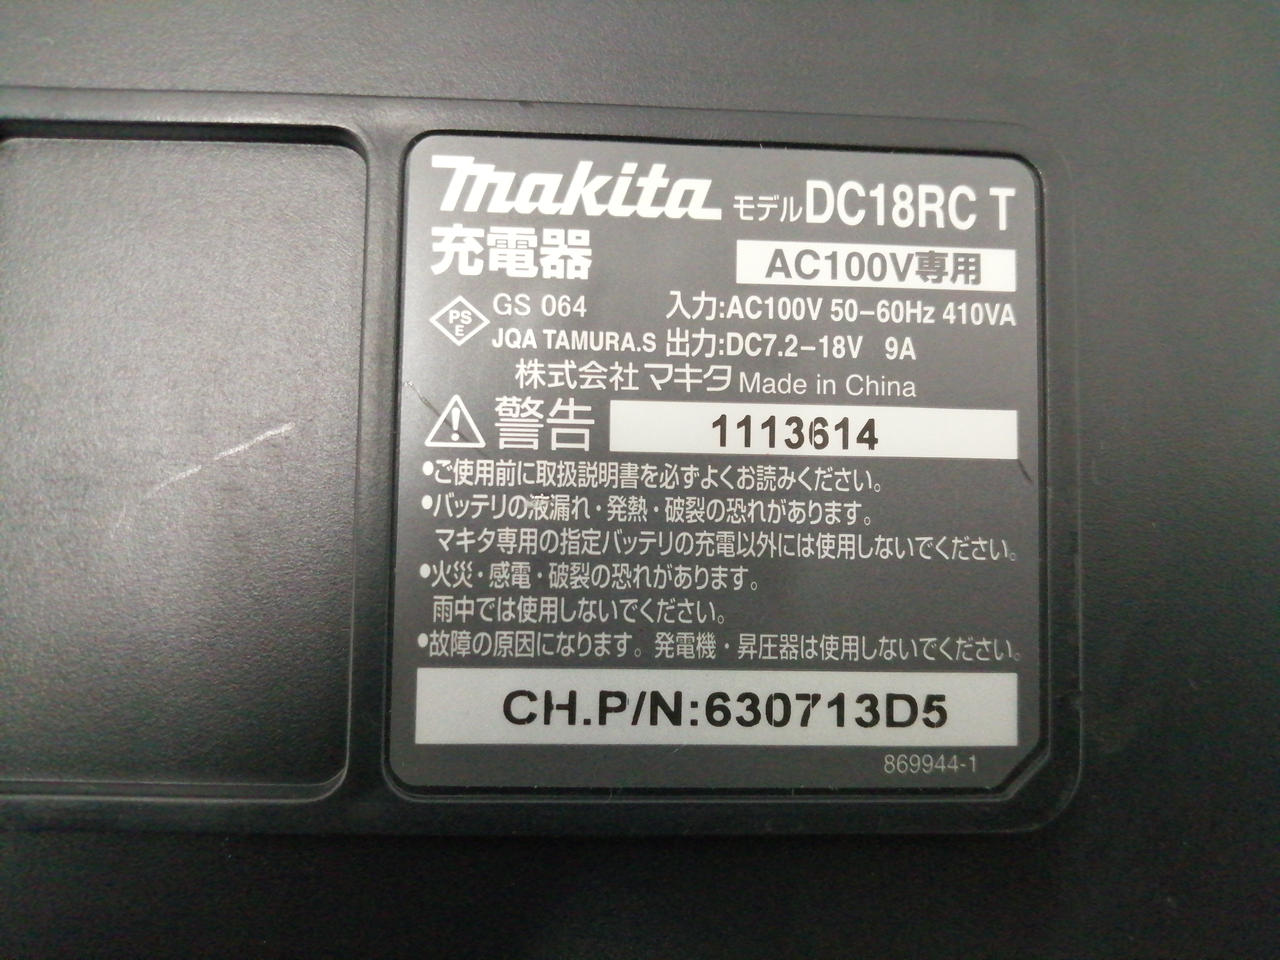 makita モデルDC18RC T
充電器 AC100V専用
PSE GS 064 入力:AC100V 50-60Hz 410VA
JQA TAMURA.S 出力:DC7.2-18V 9A
株式会社マキタ Made in China
警告 1113614
•ご使用前に取扱説明書を必ずよくお読みください。
•バッテリの液漏れ・発熱・破裂の恐れがあります。
マキタ専用の指定バッテリの充電以外には使用しないでください。
•火災・感電・破裂の恐れがあります。
雨中では使用しないでください。
•故障の原因になります。発電機・昇圧器は使用しないでください。
CH.P/N:630713D5
869944-1